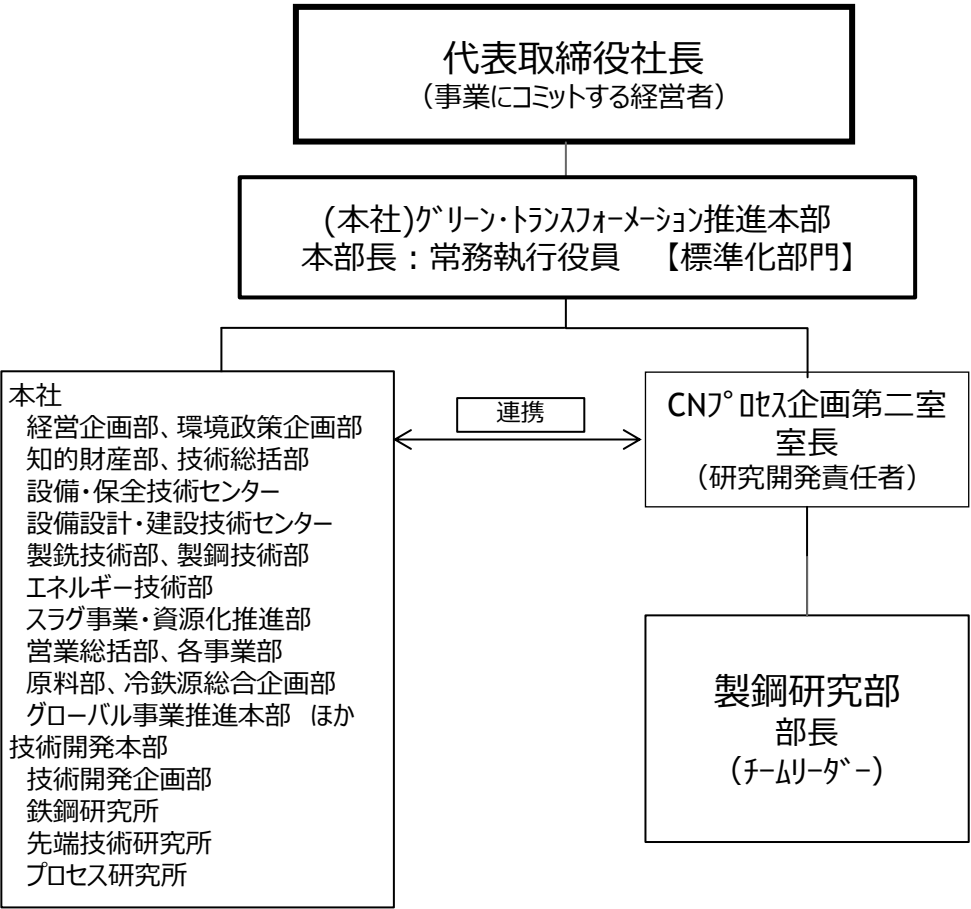 代表取締役社長
（事業にコミットする経営者）
(本社)グリーン・トランスフォーメーション推進本部
本部長：常務執行役員　【標準化部門】
本社
経営企画部、環境政策企画部
知的財産部、技術総括部
設備・保全技術センター
設備設計・建設技術センター
製銑技術部、製鋼技術部
エネルギー技術部
スラグ事業・資源化推進部
営業総括部、各事業部
原料部、冷鉄源総合企画部
グローバル事業推進本部　ほか
技術開発本部
技術開発企画部
鉄鋼研究所
先端技術研究所
プロセス研究所
連携
CNプロセス企画第二室
室長
（研究開発責任者）
製鋼研究部
部長
（チームリーダー）